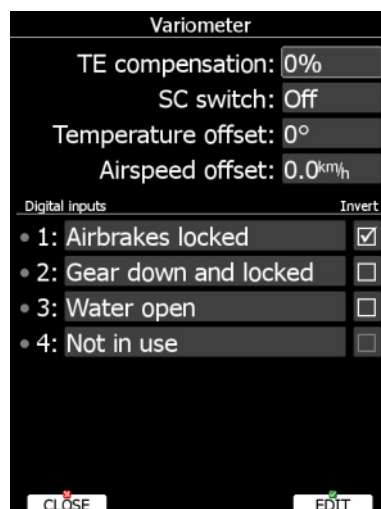 Variometer
TE compensation: 0%
SC switch: Off
Temperature offset: 0°
Airspeed offset: 0.0km/h
Digital inputs Invert
1: Airbrakes locked
2: Gear down and locked
3: Water open
4: Not in use
CLOSE EDIT